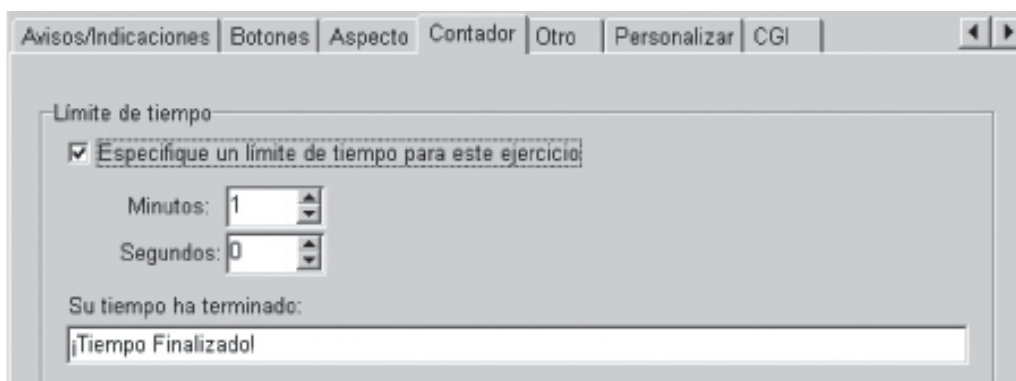 Avisos/Indicaciones Botones Aspecto Contador Otro Personalizar CGI
Límite de tiempo
Especifique un límite de tiempo para este ejercicio
Minutos: 1
Segundos: 0
Su tiempo ha terminado:
¡Tiempo Finalizado!